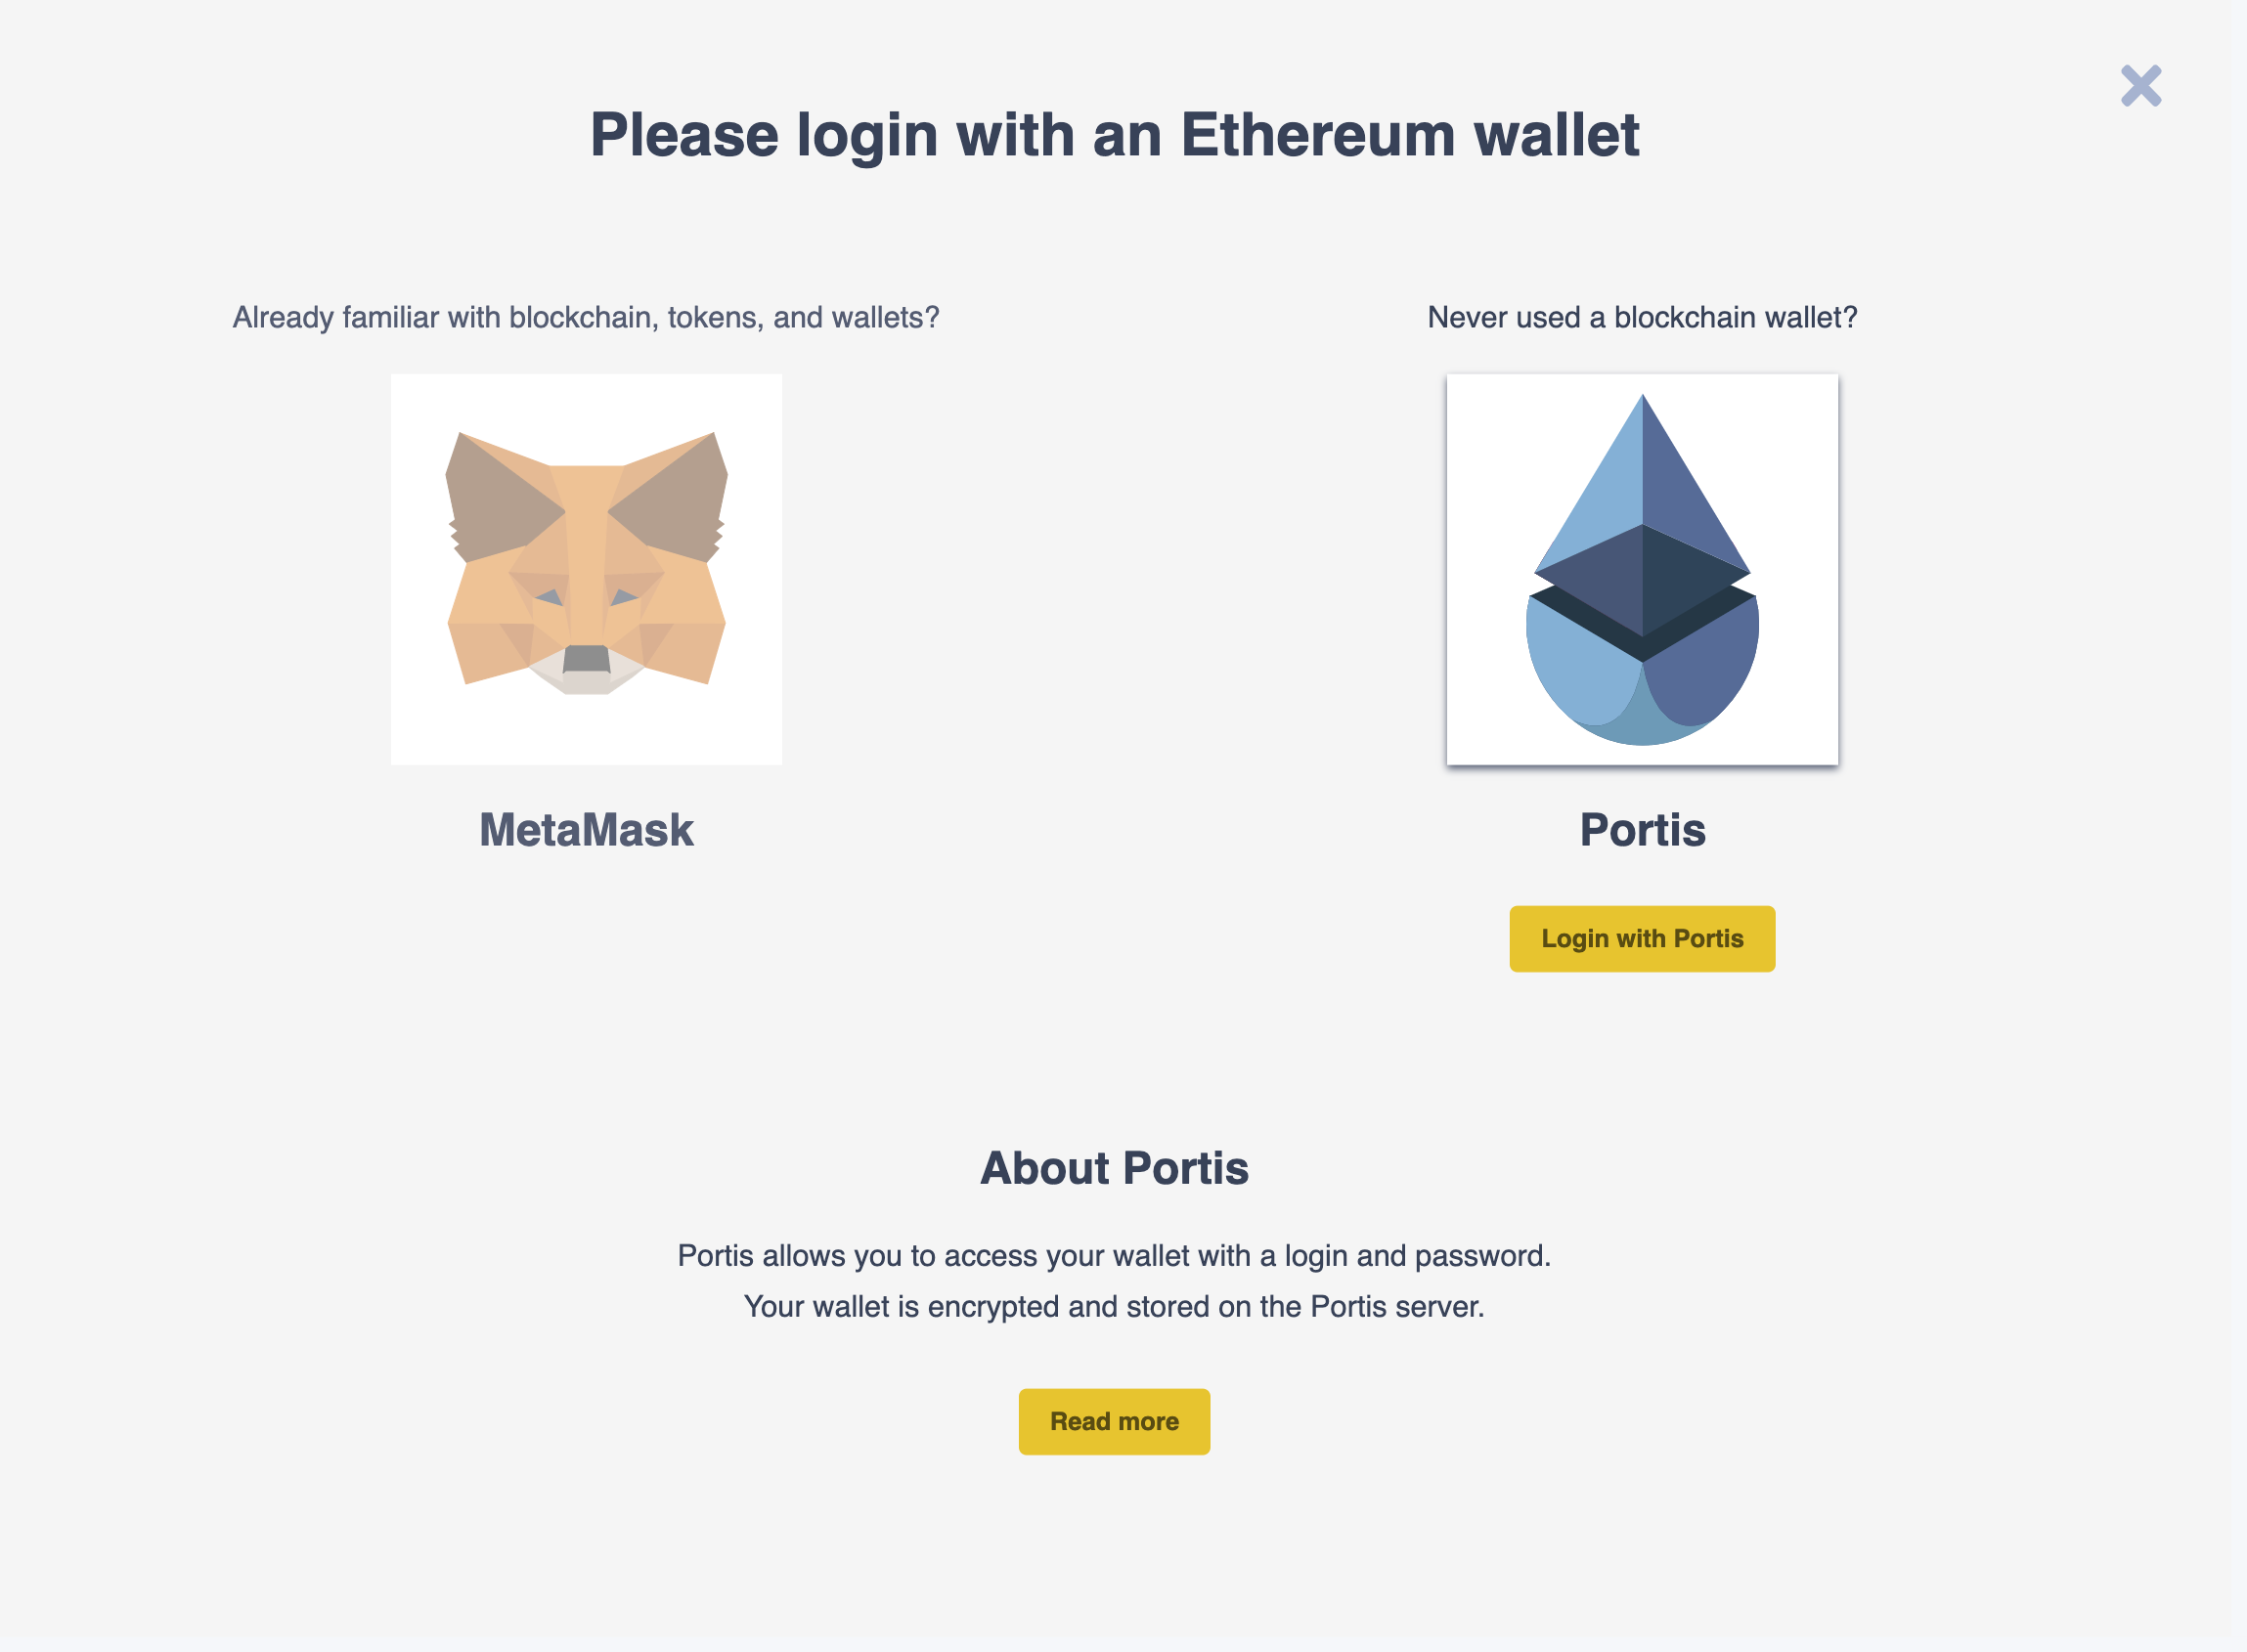 Please login with an Ethereum wallet
Already familiar with blockchain, tokens, and wallets?
MetaMask
Never used a blockchain wallet?
Portis
Login with Portis
About Portis
Portis allows you to access your wallet with a login and password.
Your wallet is encrypted and stored on the Portis server.
Read more